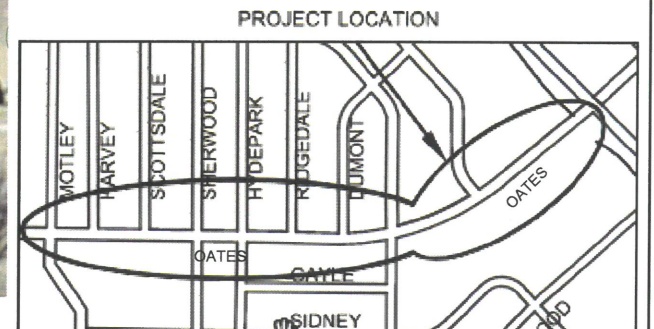 PROJECT LOCATION
MOTLEY
HARVEY
SCOTTSDALE
SHERWOOD
HYDEPARK
RIDGEDALE
DUMONT
OATES
OATES
GAYLE
SIDNEY